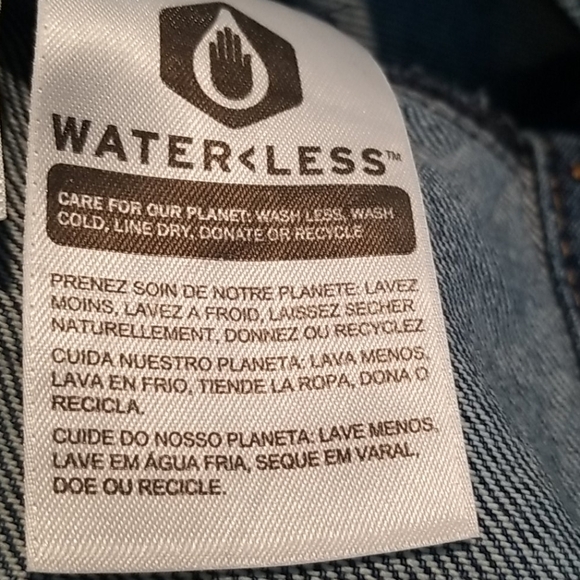 WATER<LESS™
CARE FOR OUR PLANET: WASH LESS, WASH
COLD, LINE DRY, DONATE OR RECYCLE
PRENEZ SOIN DE NOTRE PLANETE: LAVEZ
MOINS, LAVEZ A FROID, LAISSEZ SECHER
NATURELLEMENT, DONNEZ OU RECYCLEZ
CUIDA NUESTRO PLANETA: LAVA MENOS,
LAVA EN FRIO, TIENDE LA ROPA, DONA O
RECICLA.
CUIDE DO NOSSO PLANETA: LAVE MENOS,
LAVE EM ÁGUA FRIA, SEQUE EM VARAL,
DOE OU RECICLE.